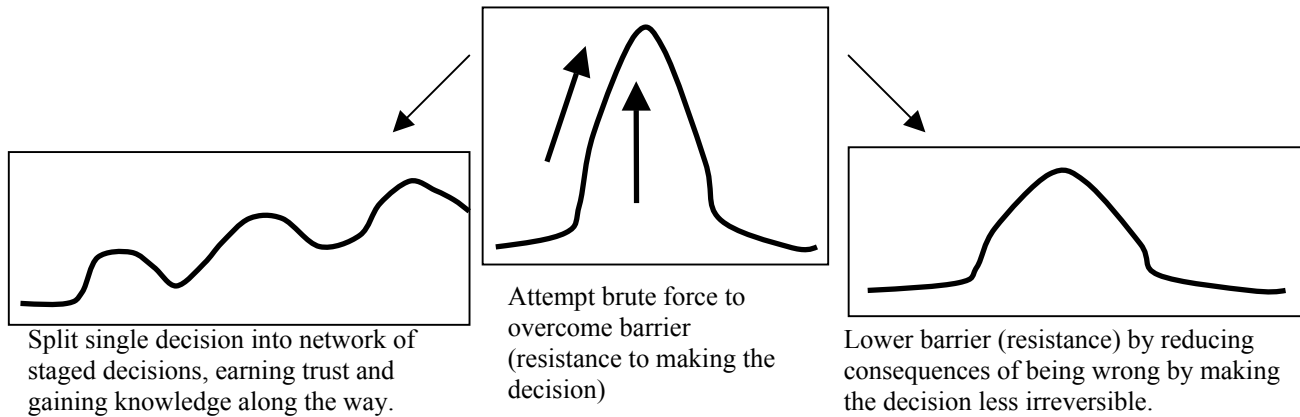 Split single decision into network of
staged decisions, earning trust and
gaining knowledge along the way.
Attempt brute force to
overcome barrier
(resistance to making the
decision)
Lower barrier (resistance) by reducing
consequences of being wrong by making
the decision less irreversible.